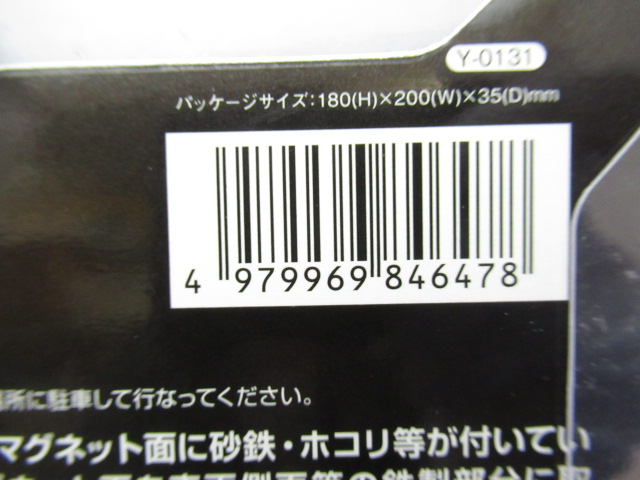 Y-0131
パッケージサイズ:180(H)×200(W)×35(D)mm
4 979969 846478
所に駐車して行なってください。
マグネット面に砂鉄・ホコリ等が付いてい